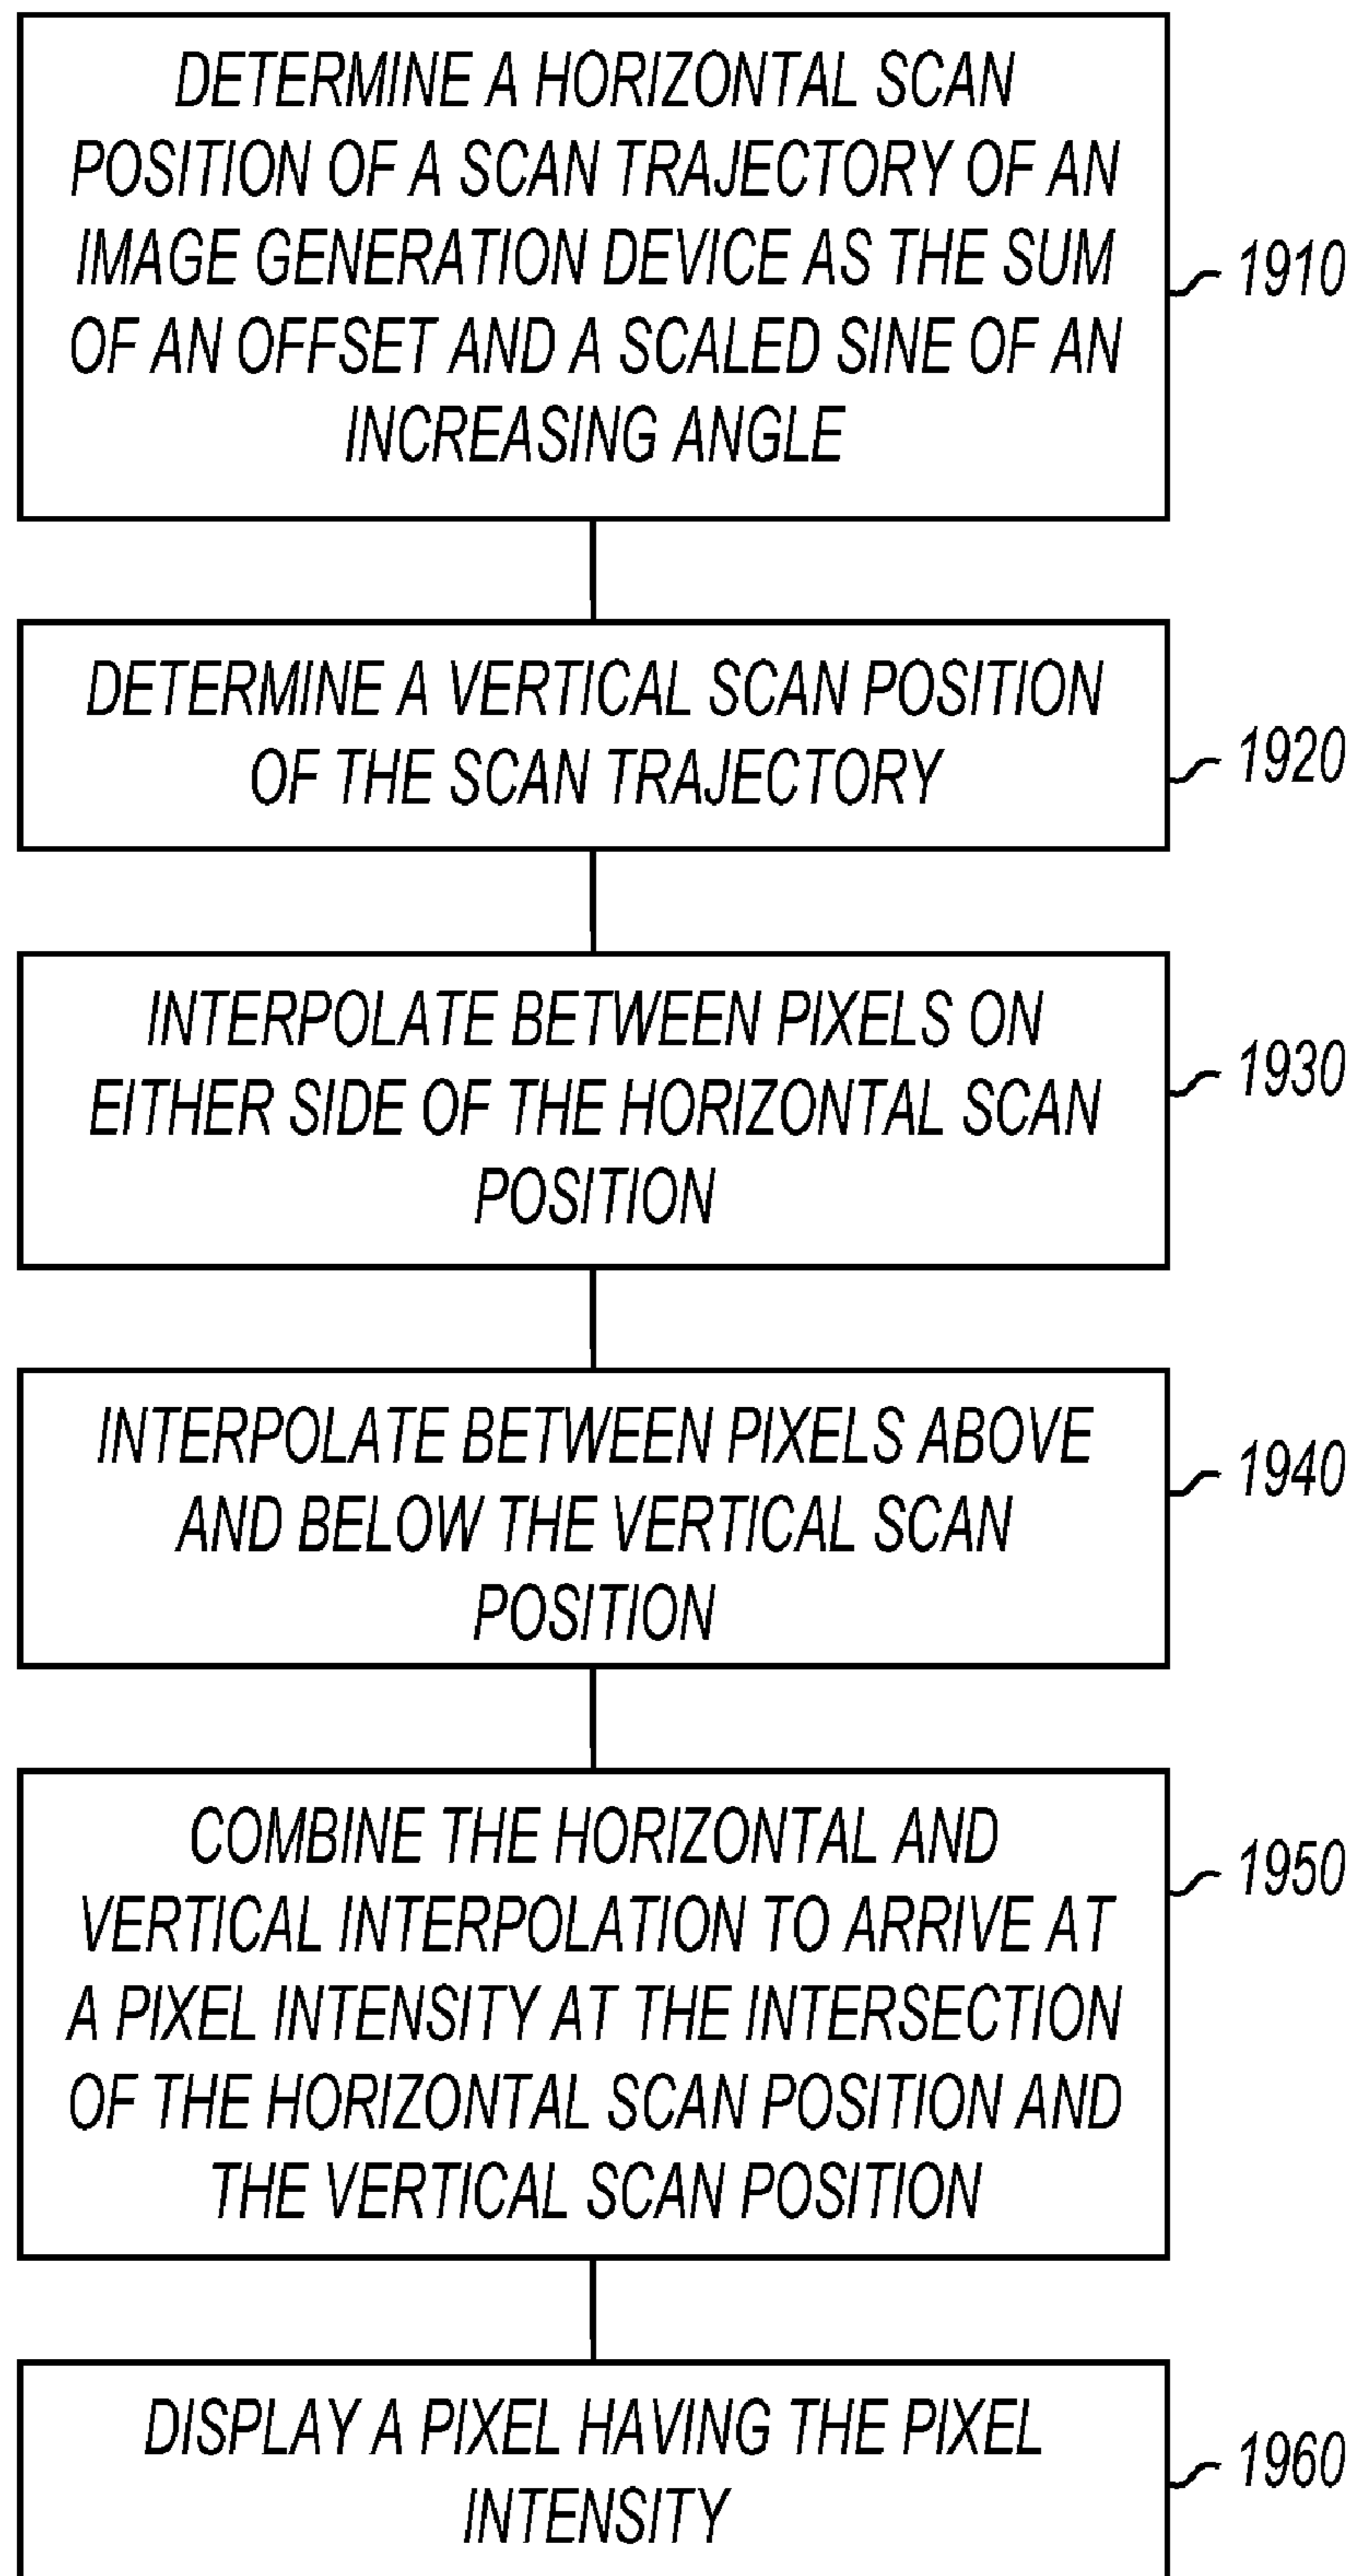 DETERMINE A HORIZONTAL SCAN
POSITION OF A SCAN TRAJECTORY OF AN
IMAGE GENERATION DEVICE AS THE SUM
OF AN OFFSET AND A SCALED SINE OF AN
INCREASING ANGLE
1910
DETERMINE A VERTICAL SCAN POSITION
OF THE SCAN TRAJECTORY
1920
INTERPOLATE BETWEEN PIXELS ON
EITHER SIDE OF THE HORIZONTAL SCAN
POSITION
1930
INTERPOLATE BETWEEN PIXELS ABOVE
AND BELOW THE VERTICAL SCAN
POSITION
1940
COMBINE THE HORIZONTAL AND
VERTICAL INTERPOLATION TO ARRIVE AT
A PIXEL INTENSITY AT THE INTERSECTION
OF THE HORIZONTAL SCAN POSITION AND
THE VERTICAL SCAN POSITION
1950
DISPLAY A PIXEL HAVING THE PIXEL
INTENSITY
1960